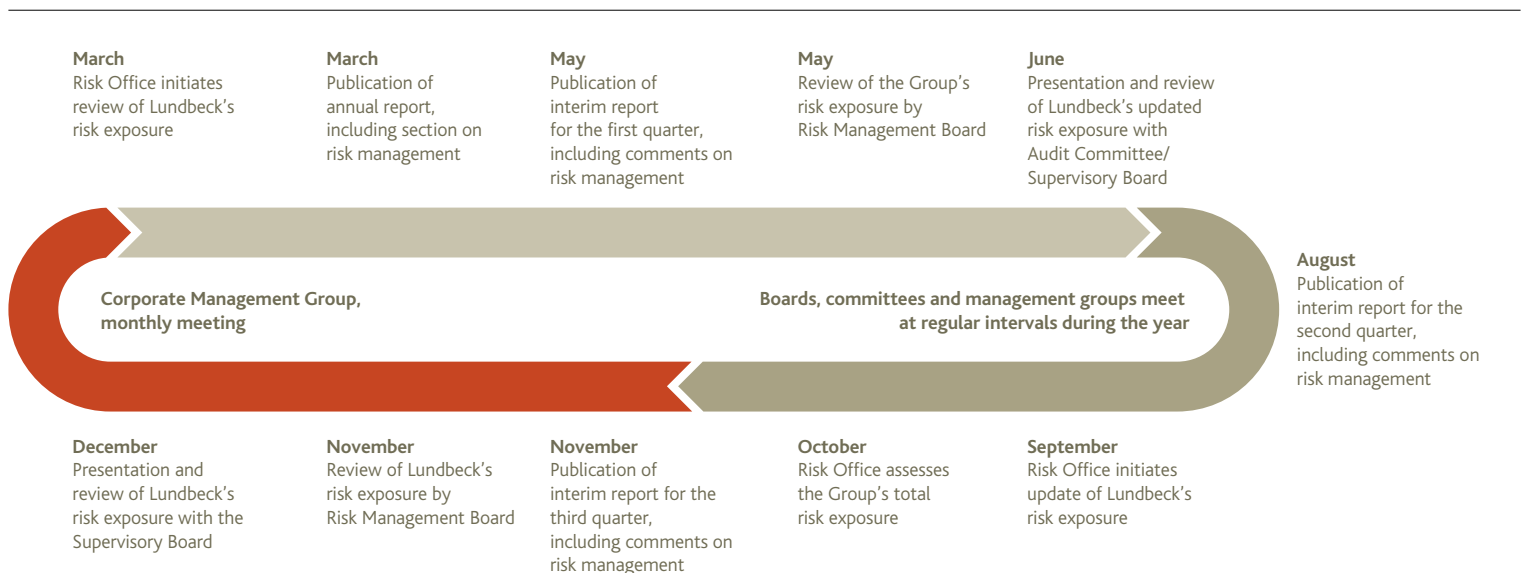 March
Risk Office initiates
review of Lundbeck's
risk exposure
March
Publication of
annual report,
including section on
risk management
May
Publication of
interim report
for the first quarter,
including comments on
risk management
May
Review of the Group's
risk exposure by
Risk Management Board
June
Presentation and review
of Lundbeck's updated
risk exposure with
Audit Committee/
Supervisory Board
Corporate Management Group,
monthly meeting
Boards, committees and management groups meet
at regular intervals during the year
August
Publication of
interim report for the
second quarter,
including comments on
risk management
December
Presentation and
review of Lundbeck's
risk exposure with the
Supervisory Board
November
Review of Lundbeck's
risk exposure by
Risk Management Board
November
Publication of
interim report for the
third quarter,
including comments on
risk management
October
Risk Office assesses
the Group's total
risk exposure
September
Risk Office initiates
update of Lundbeck's
risk exposure